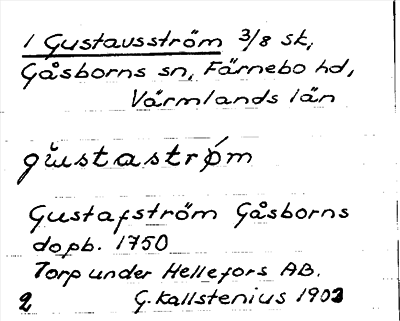 1 Gustavsström 3/8 sk,
Gåsborns sn, Färnebo hd,
Värmlands län
gŭstaströ́m
Gustafström Gåsborns
dopb. 1750
Torp under Hellefors AB.
2 G. Kallstenius 1903